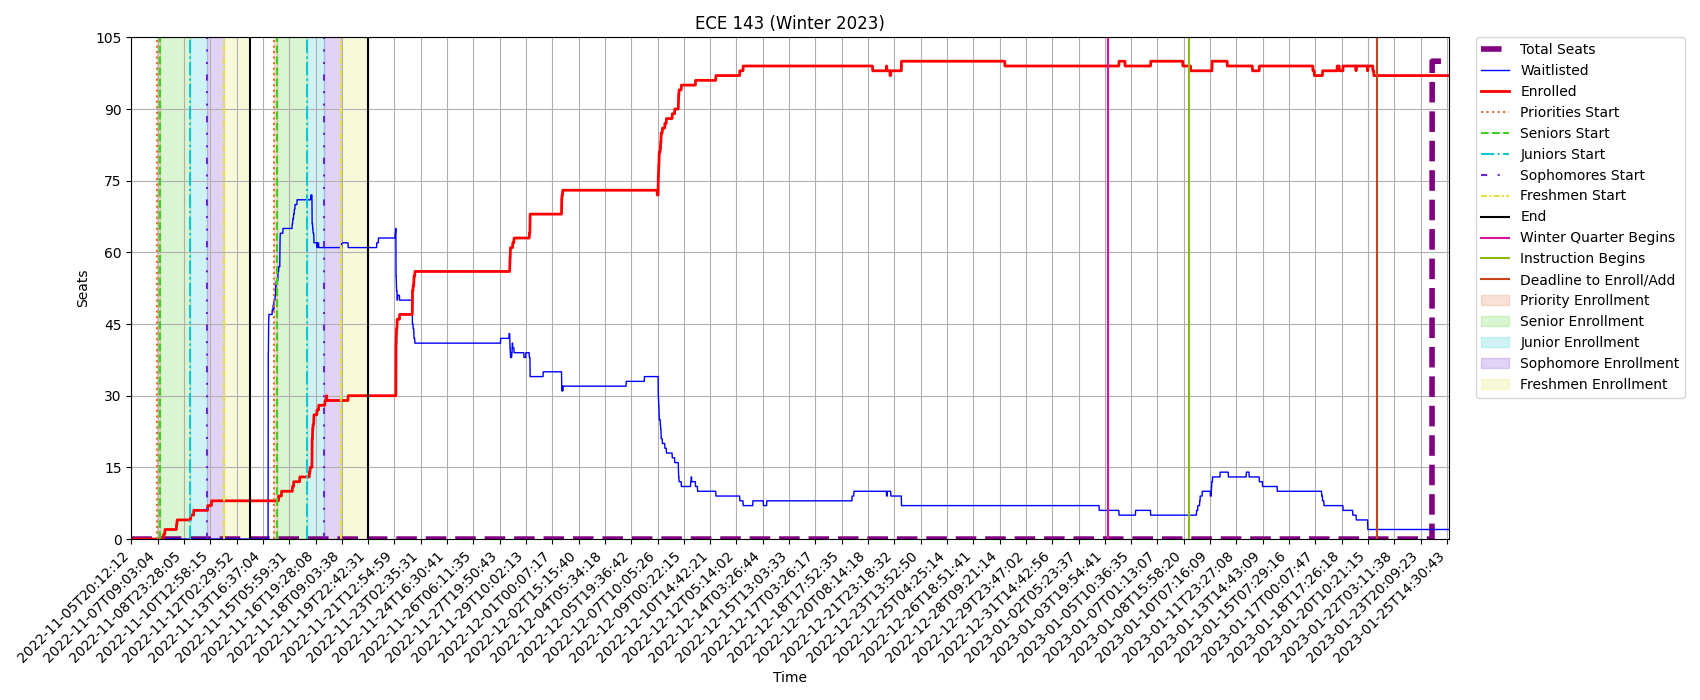 ECE 143 (Winter 2023)
Seats
105
90
75
60
45
30
15
0
2022-11-05T20:12:12
2022-11-07T09:03:04
2022-11-08T23:28:05
2022-11-10T12:58:15
2022-11-12T02:29:52
2022-11-13T16:37:04
2022-11-15T05:59:31
2022-11-16T19:28:08
2022-11-18T09:03:38
2022-11-19T22:42:31
2022-11-21T12:54:59
2022-11-23T02:35:31
2022-11-24T16:30:41
2022-11-26T06:11:35
2022-11-27T19:50:43
2022-11-29T10:02:13
2022-12-01T00:07:17
2022-12-02T15:15:40
2022-12-04T05:34:18
2022-12-05T19:36:42
2022-12-07T10:05:26
2022-12-09T00:22:15
2022-12-10T14:42:21
2022-12-12T05:14:02
2022-12-14T03:26:44
2022-12-15T13:03:33
2022-12-17T03:26:17
2022-12-18T17:52:35
2022-12-20T08:14:18
2022-12-21T23:18:32
2022-12-23T13:52:50
2022-12-25T04:25:14
2022-12-26T18:51:41
2022-12-28T09:21:14
2022-12-29T23:47:02
2022-12-31T14:42:56
2023-01-02T05:23:37
2023-01-03T19:54:41
2023-01-05T10:36:35
2023-01-07T01:13:07
2023-01-08T15:58:20
2023-01-10T07:16:09
2023-01-11T23:27:08
2023-01-13T14:43:09
2023-01-15T07:29:16
2023-01-17T00:07:47
2023-01-18T17:26:18
2023-01-20T10:21:15
2023-01-22T03:11:38
2023-01-23T20:09:23
2023-01-25T14:30:43
Time
Total Seats
Waitlisted
Enrolled
Priorities Start
Seniors Start
Juniors Start
Sophomores Start
Freshmen Start
End
Winter Quarter Begins
Instruction Begins
Deadline to Enroll/Add
Priority Enrollment
Senior Enrollment
Junior Enrollment
Sophomore Enrollment
Freshmen Enrollment